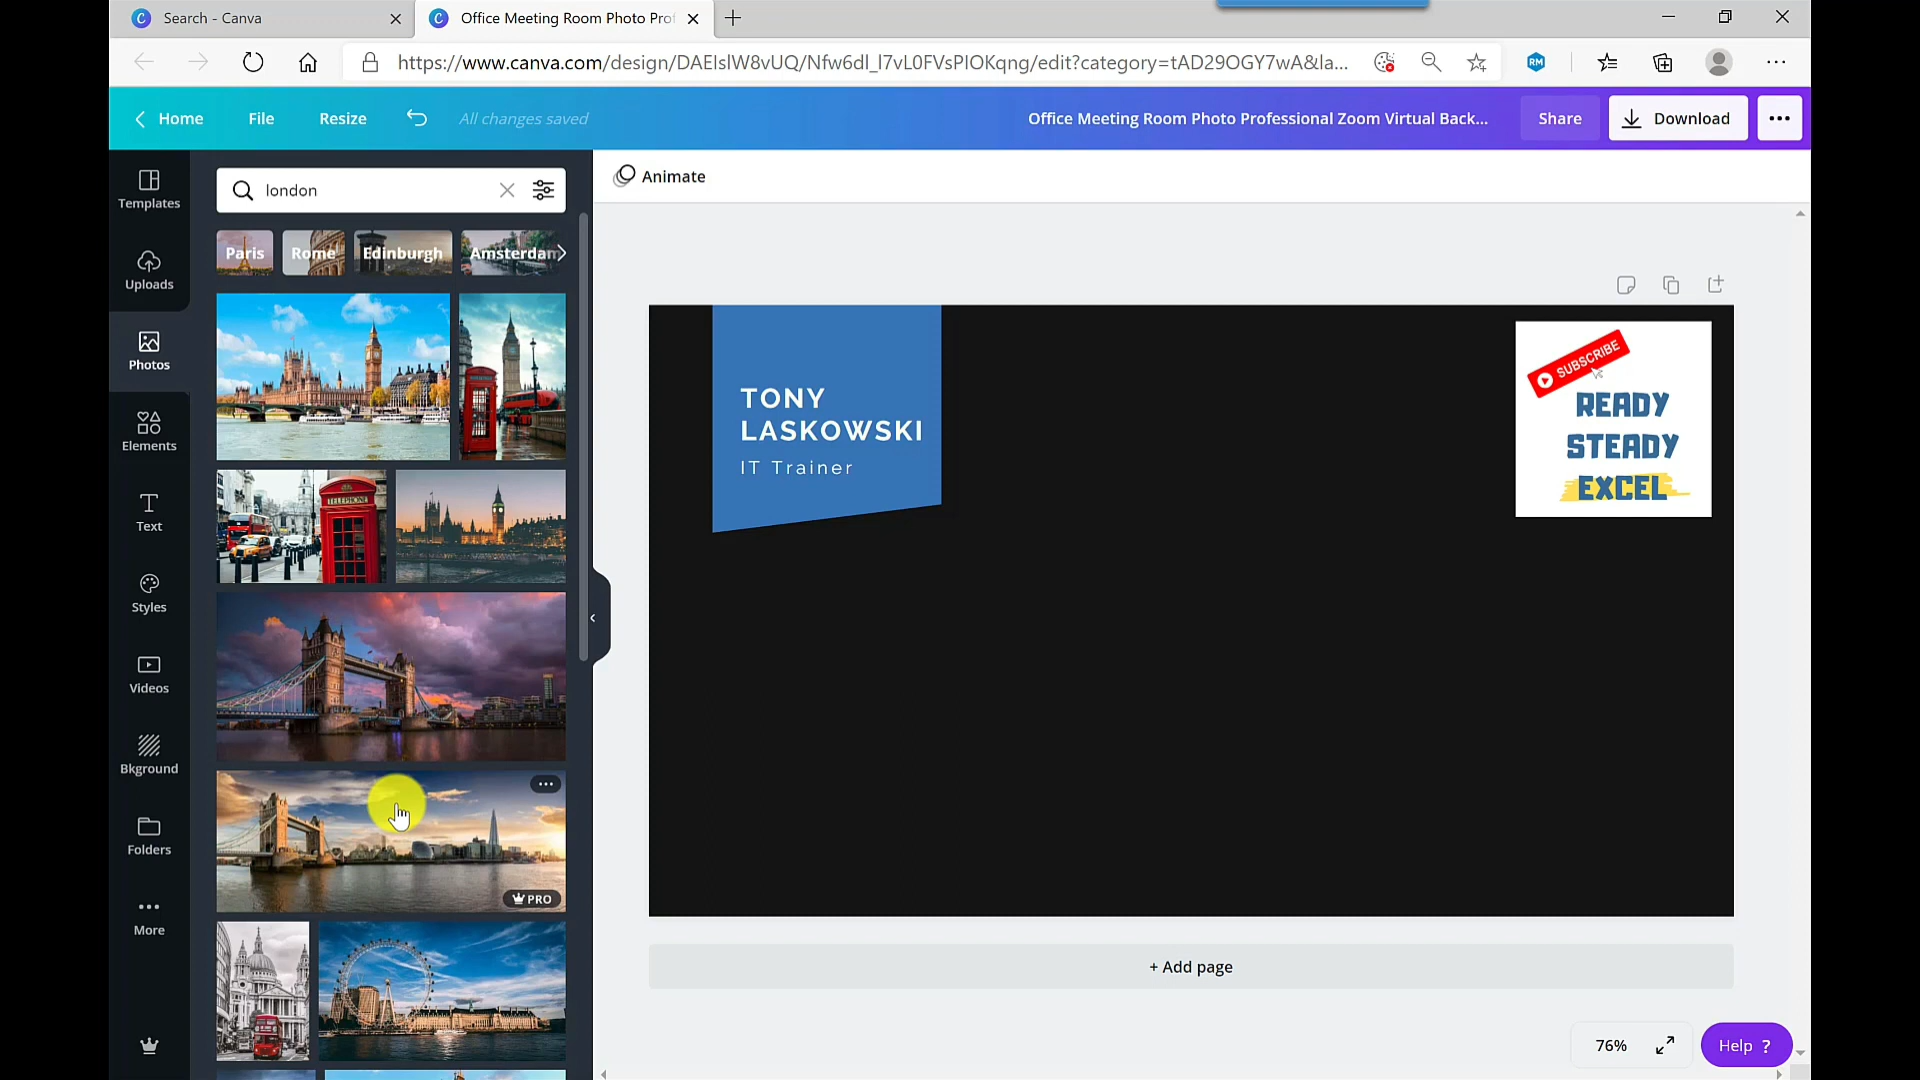 Search - Canva
Office Meeting Room Photo Prof
https://www.canva.com/design/DAEIslW8vUQ/Nfw6dl_l7vL0FVsPlOKqng/edit?category=tAD29OGY7wA&la...
RM
Home
File
Resize
All changes saved
Office Meeting Room Photo Professional Zoom Virtual Back...
Share
Download
Templates
Uploads
Photos
Elements
Text
Styles
Videos
Bkground
Folders
More
london
Paris
Rome
Edinburgh
Amsterdam
TELEPHONE
PRO
Animate
TONY
LASKOWSKI
IT Trainer
SUBSCRIBE
READY
STEADY
EXCEL
+ Add page
76%
Help ?